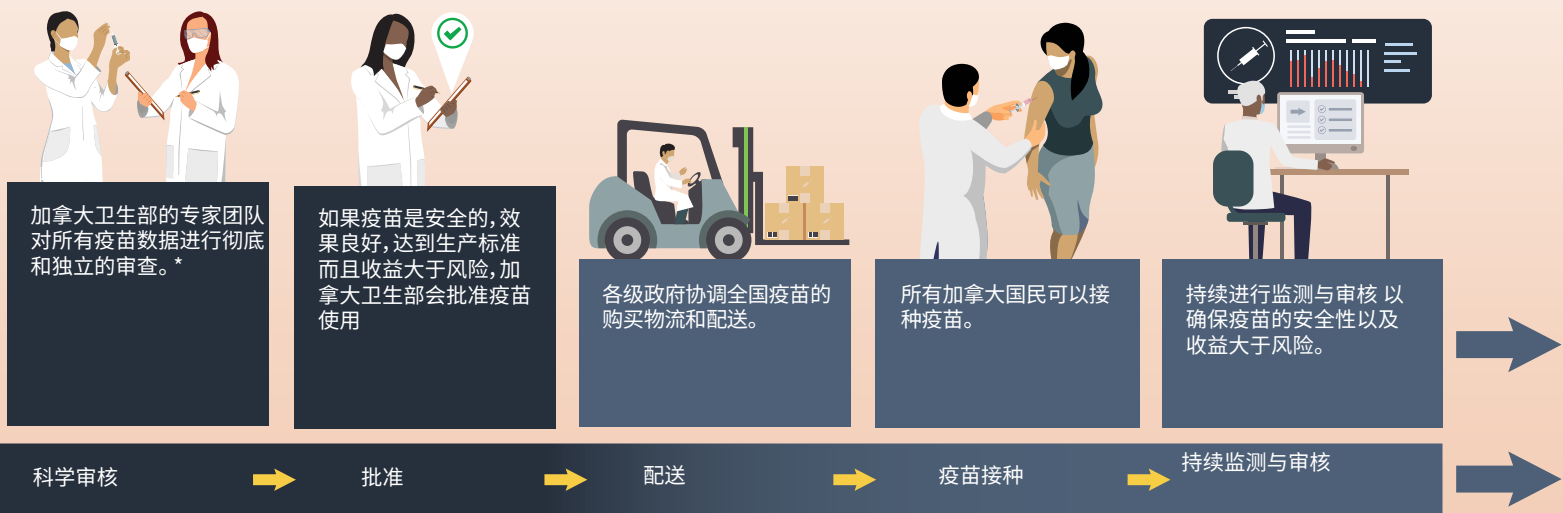 加拿大卫生部的专家团队
对所有疫苗数据进行彻底
和独立的审查。*
如果疫苗是安全的，效
果良好，达到生产标准
而且收益大于风险，加
拿大卫生部会批准疫苗
使用
各级政府协调全国疫苗的
购买物流和配送。
所有加拿大国民可以接
种疫苗。
持续进行监测与审核 以
确保疫苗的安全性以及
收益大于风险。
科学审核
批准
配送
疫苗接种
持续监测与审核